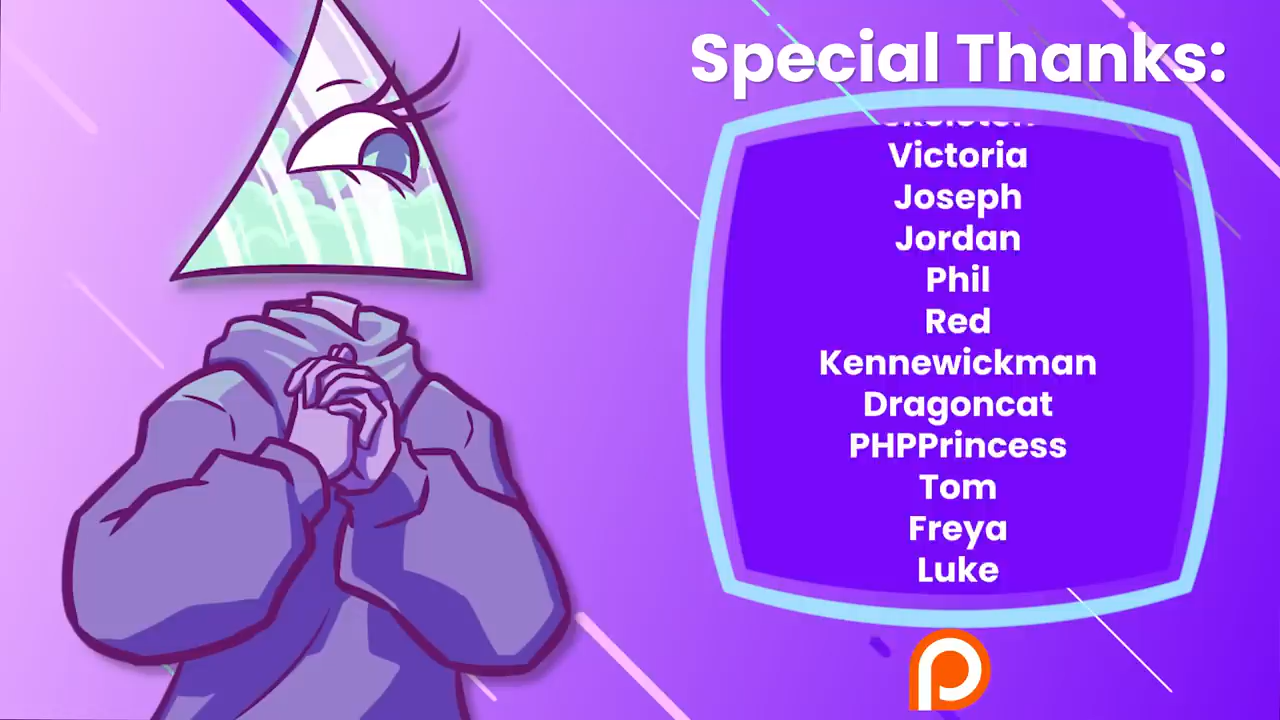 Special Thanks:
Victoria
Joseph
Jordan
Phil
Red
Kennewickman
Dragoncat
PHPPrincess
Tom
Freya
Luke